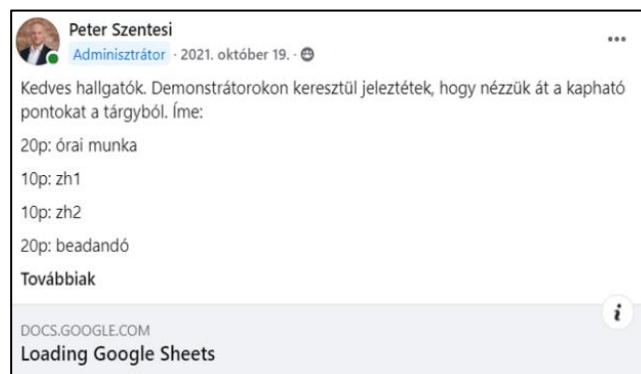 Peter Szentesi
Adminisztrátor · 2021. október 19. ·
Kedves hallgatók. Demonstrátorokon keresztül jeleztétek, hogy nézzük át a kapható
pontokat a tárgyból. Íme:
20p: órai munka
10p: zh1
10p: zh2
20p: beadandó
Továbbiak
DOCS.GOOGLE.COM
Loading Google Sheets